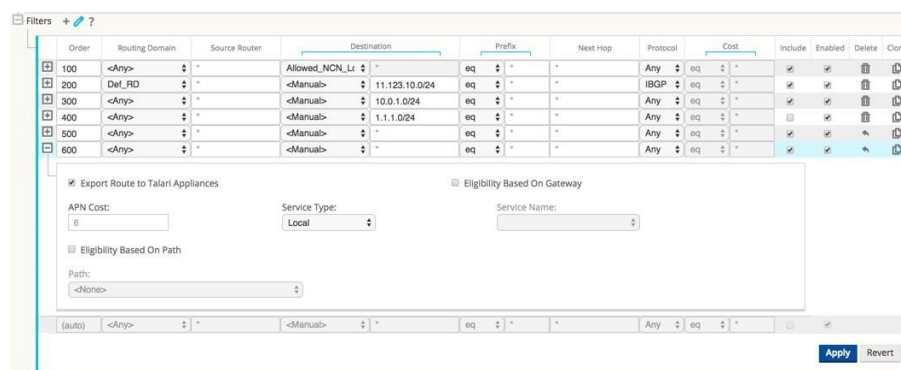 Filters + ?
Order Routing Domain Source Router Destination Prefix Next Hop Protocol Cost Include Enabled Delete Clon
100 <Any> * Allowed_NCN_Lc * eq * * Any eq *
200 Def_RD * <Manual> 11.123.10.0/24 eq * * IBGP eq *
300 <Any> * <Manual> 10.0.1.0/24 eq * * Any eq *
400 <Any> * <Manual> 1.1.1.0/24 eq * * Any eq *
500 <Any> * <Manual> * eq * * Any eq *
600 <Any> * <Manual> * eq * * Any eq *
Export Route to Talari Appliances Eligibility Based On Gateway
APN Cost: Service Type: Service Name:
6 Local
Eligibility Based On Path
Path:
<None>
(auto) <Any> * <Manual> * eq * * Any eq *
Apply Revert